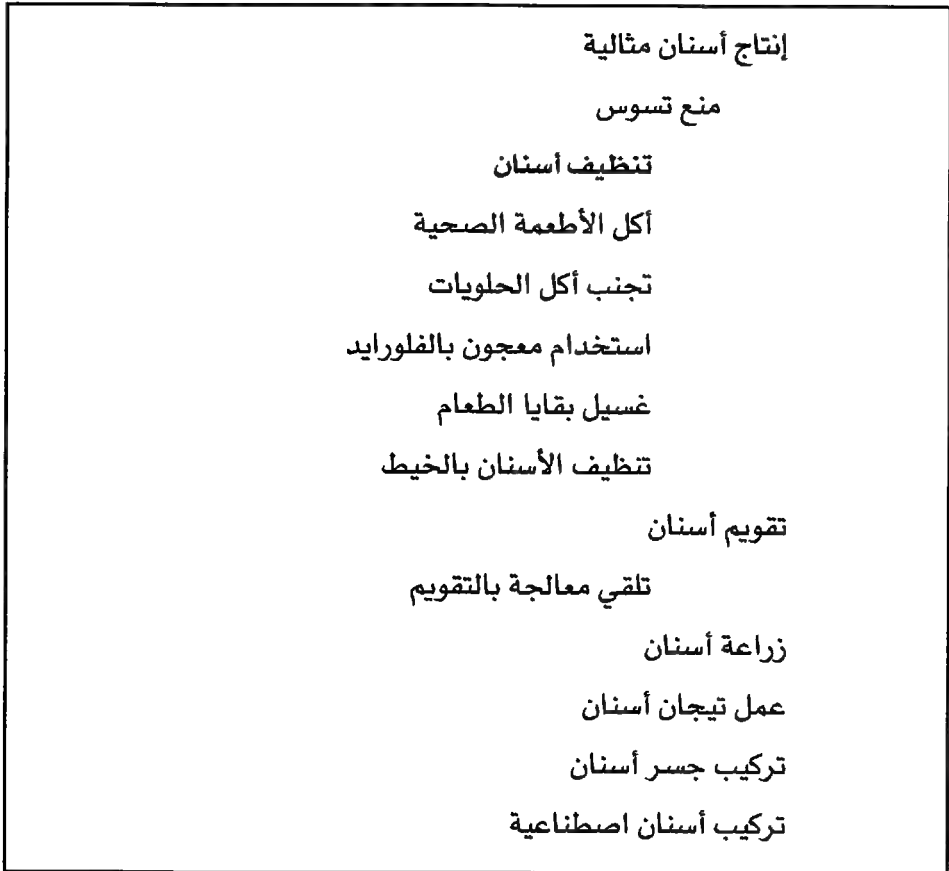 إنتاج أسنان مثالية
منع تسوس
تنظيف أسنان
أكل الأطعمة الصحية
تجنب أكل الحلويات
استخدام معجون بالفلورايد
غسيل بقايا الطعام
تنظيف الأسنان بالخيط
تقويم أسنان
تلقي معالجة بالتقويم
زراعة أسنان
عمل تيجان أسنان
تركيب جسر أسنان
تركيب أسنان اصطناعية